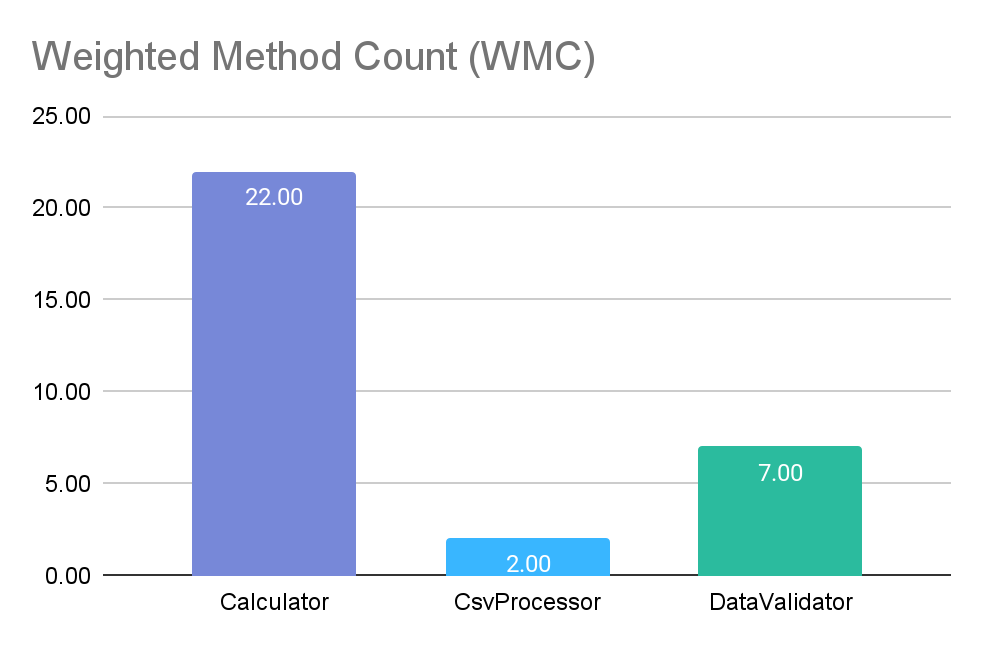 Weighted Method Count (WMC)
25.00
20.00
15.00
10.00
5.00
0.00
22.00
2.00
7.00
Calculator
CsvProcessor
DataValidator